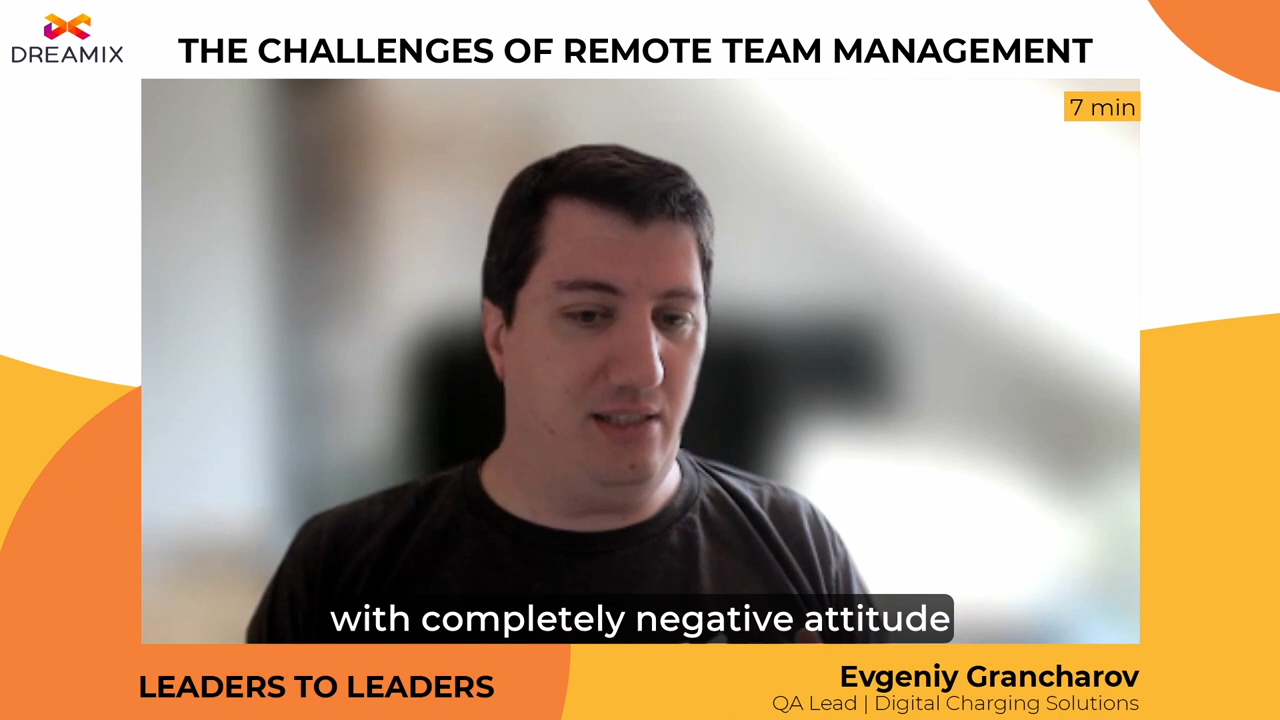 DREAMIX
THE CHALLENGES OF REMOTE TEAM MANAGEMENT
7 min
with completely negative attitude
LEADERS TO LEADERS
Evgeniy Grancharov
QA Lead | Digital Charging Solutions